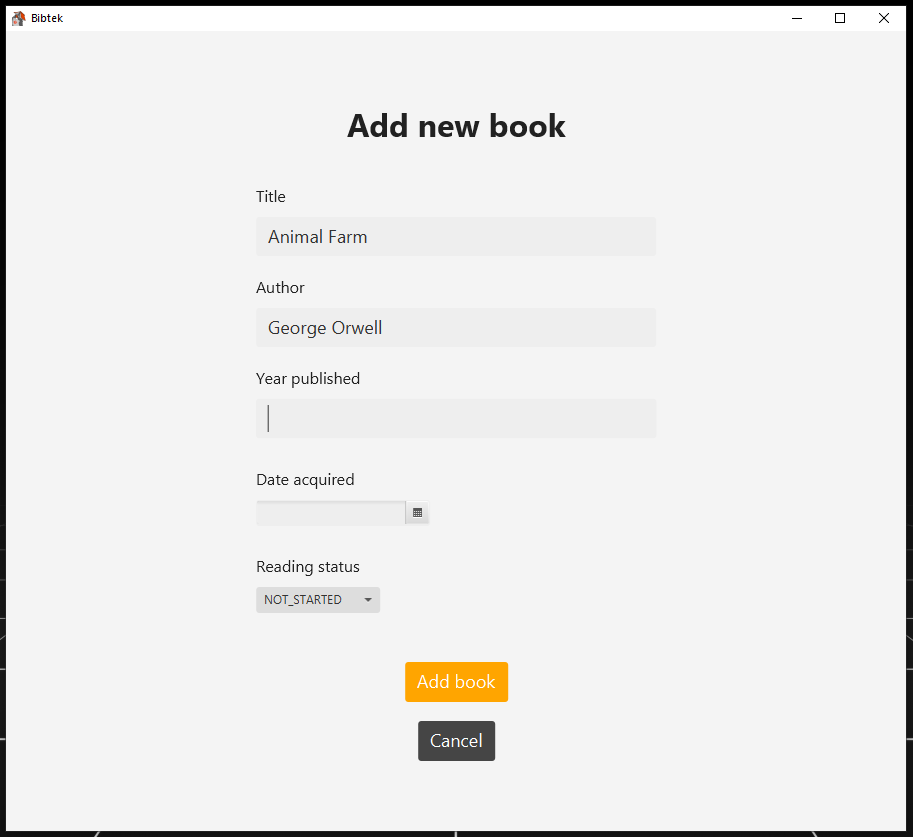 Bibtek
Add new book
Title
Animal Farm
Author
George Orwell
Year published
Date acquired
Reading status
NOT_STARTED
Add book
Cancel